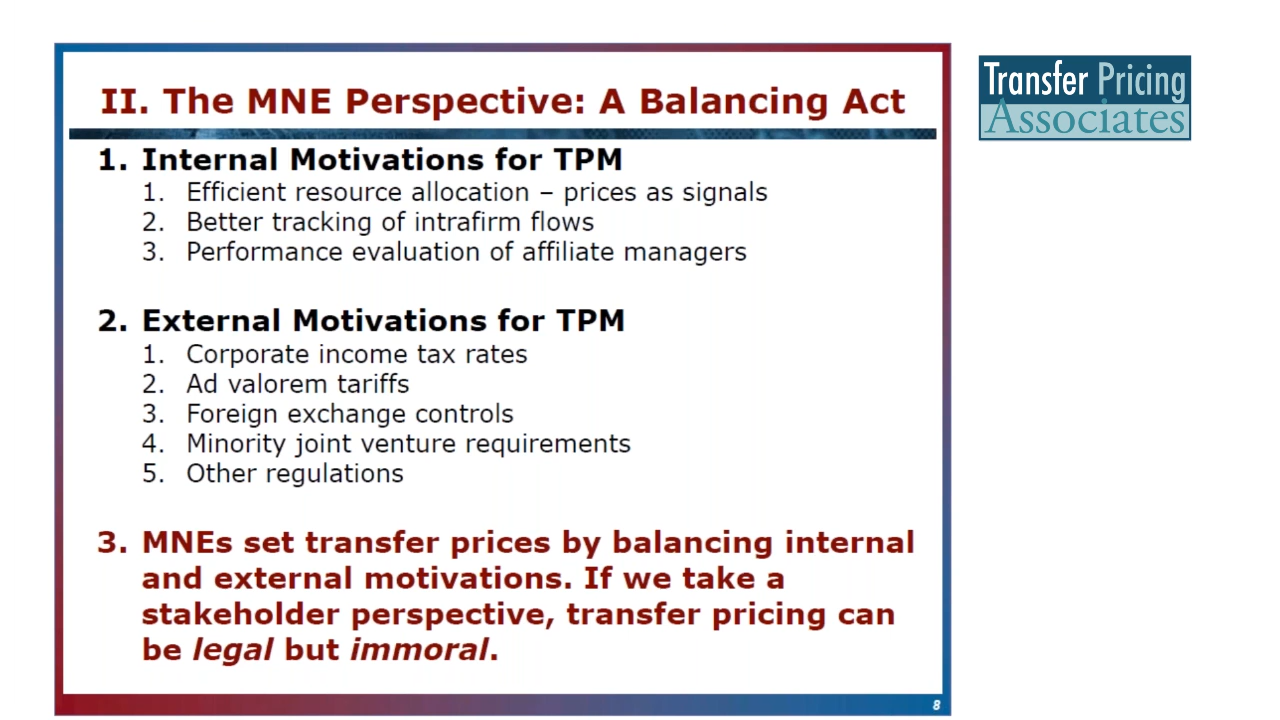 II. The MNE Perspective: A Balancing Act
1. Internal Motivations for TPM
1. Efficient resource allocation – prices as signals
2. Better tracking of intrafirm flows
3. Performance evaluation of affiliate managers
2. External Motivations for TPM
1. Corporate income tax rates
2. Ad valorem tariffs
3. Foreign exchange controls
4. Minority joint venture requirements
5. Other regulations
3. MNEs set transfer prices by balancing internal
and external motivations. If we take a
stakeholder perspective, transfer pricing can
be legal but immoral.
8
Transfer Pricing
Associates